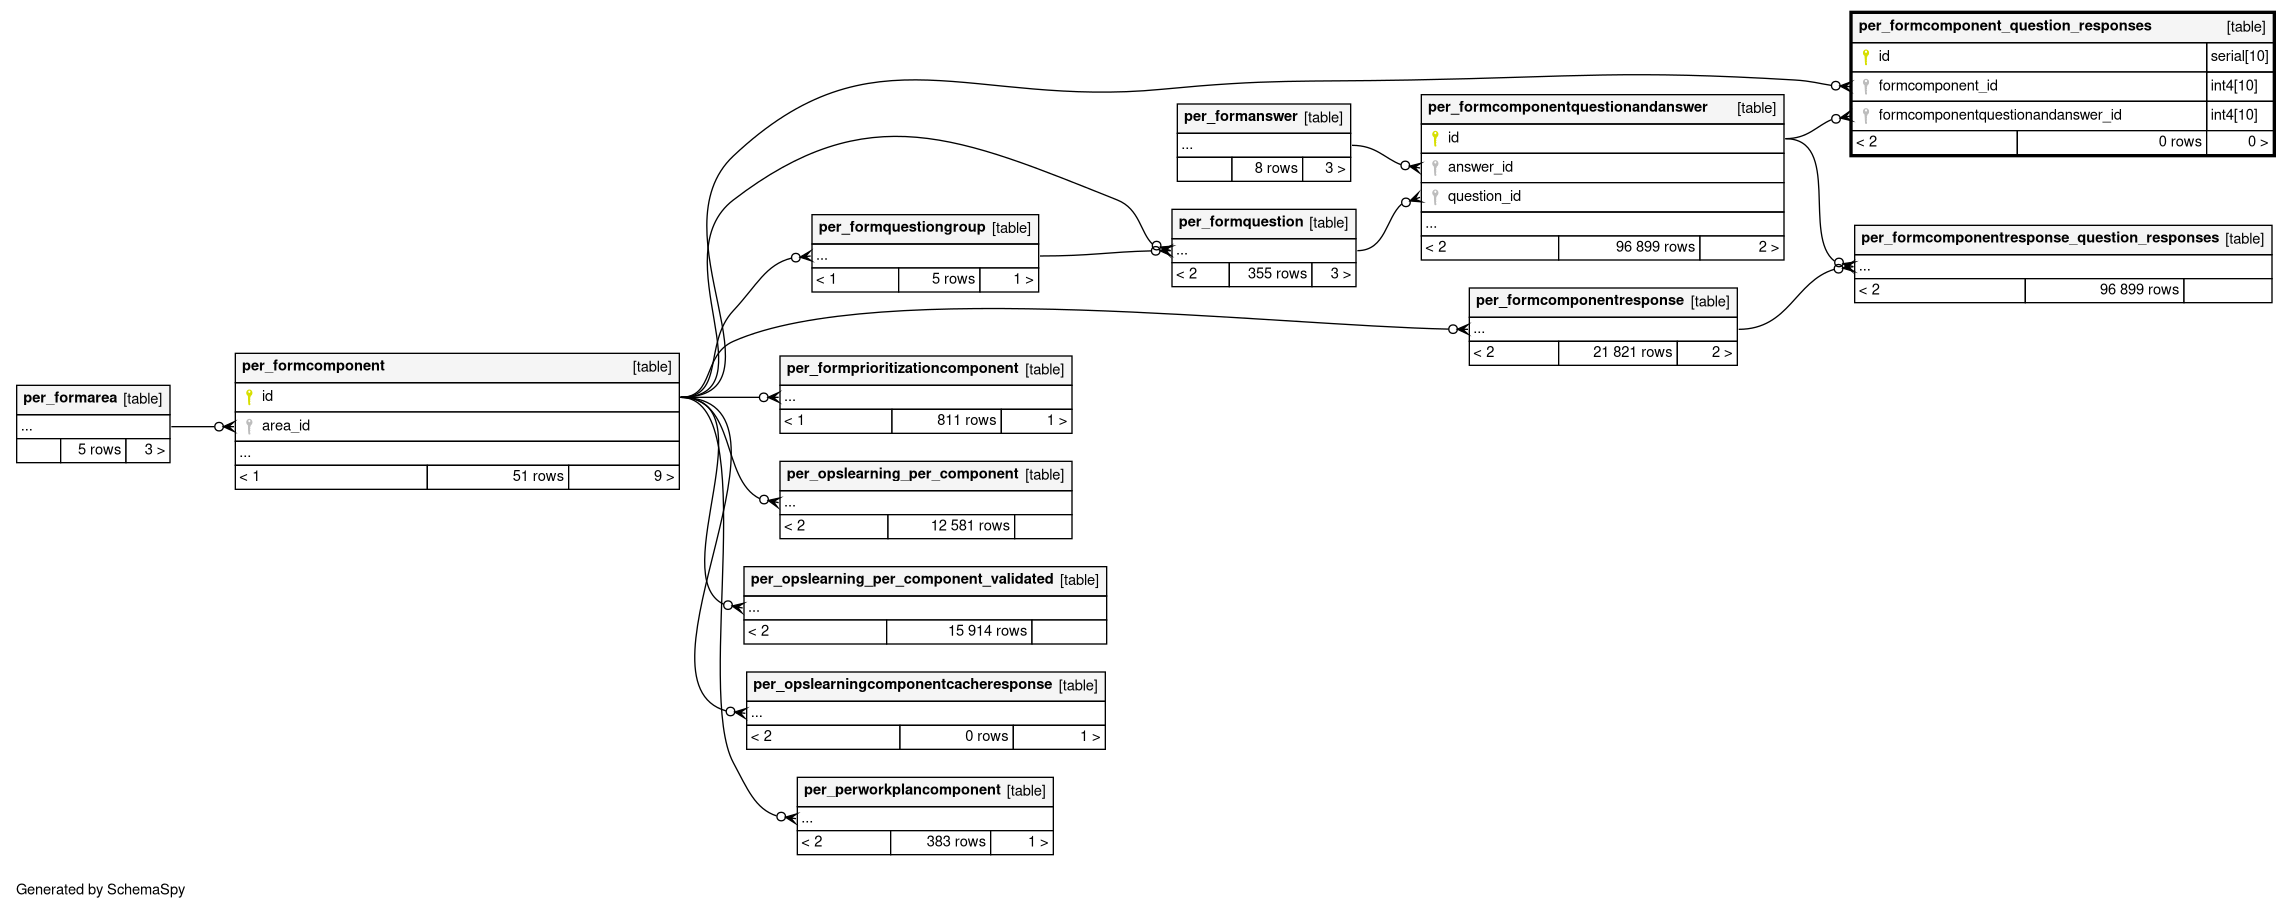 per_formcomponent_question_responses [table]
id serial[10]
formcomponent_id int4[10]
formcomponentquestionandanswer_id int4[10]
< 2 0 rows 0 >
per_formcomponentquestionandanswer [table]
id
answer_id
question_id
...
< 2 96 899 rows 2 >
per_formanswer [table]
...
8 rows 3 >
per_formquestion [table]
...
< 2 355 rows 3 >
per_formquestiongroup [table]
...
< 1 5 rows 1 >
per_formcomponentresponse_question_responses [table]
...
< 2 96 899 rows
per_formcomponentresponse [table]
...
< 2 21 821 rows 2 >
per_formcomponent [table]
id
area_id
...
< 1 51 rows 9 >
per_formarea [table]
...
5 rows 3 >
per_formprioritizationcomponent [table]
...
< 1 811 rows 1 >
per_opslearning_per_component [table]
...
< 2 12 581 rows
per_opslearning_per_component_validated [table]
...
< 2 15 914 rows
per_opslearningcomponentcacheresponse [table]
...
< 2 0 rows 1 >
per_perworkplancomponent [table]
...
< 2 383 rows 1 >
Generated by SchemaSpy